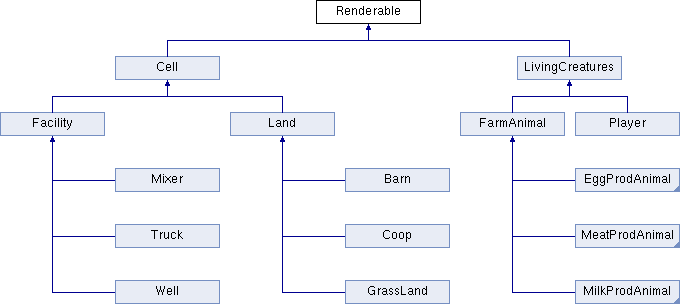 Renderable
Cell
LivingCreatures
Facility
Land
FarmAnimal
Player
Mixer
Barn
EggProdAnimal
Truck
Coop
MeatProdAnimal
Well
GrassLand
MilkProdAnimal